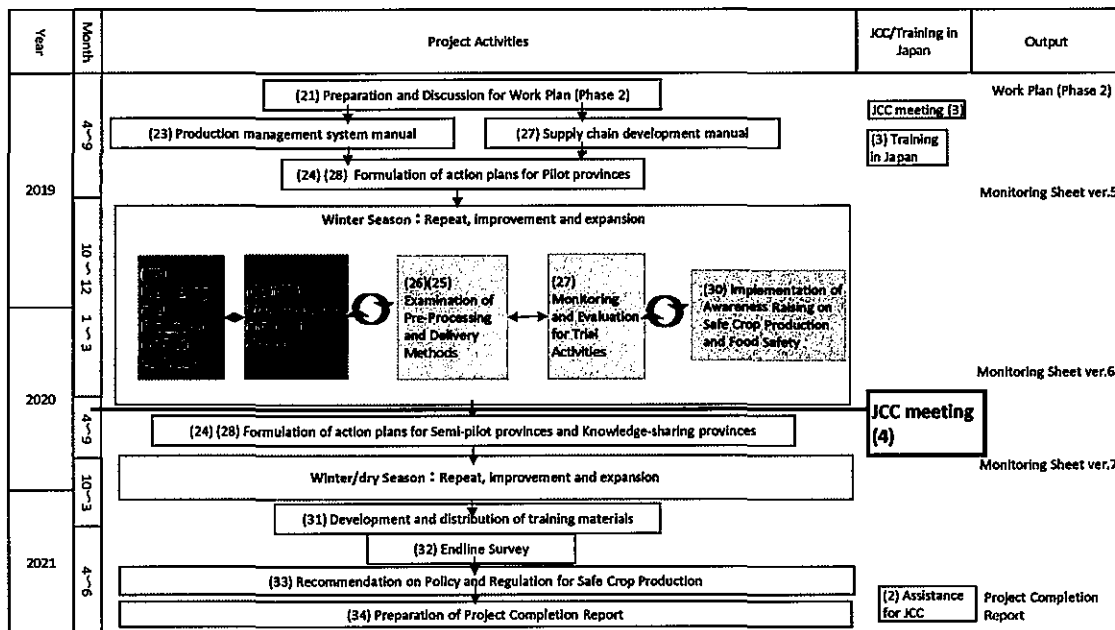 Year
Month
Project Activities
JCC/Training in
Japan
Output
2019
2020
2021
4~9
10~12
1~3
4~9
10~3
4~6
(21) Preparation and Discussion for Work Plan (Phase 2)
(23) Production management system manual
(27) Supply chain development manual
(24) (28) Formulation of action plans for Pilot provinces
Winter Season : Repeat, improvement and expansion
(26)(25)
Examination of
Pre-Processing
and Delivery
Methods
(27)
Monitoring
and Evaluation
for Trial
Activities
(30) Implementation of
Awareness Raising on
Safe Crop Production
and Food Safety
(24) (28) Formulation of action plans for Semi-pilot provinces and Knowledge-sharing provinces
Winter/dry Season : Repeat, improvement and expansion
(31) Development and distribution of training materials
(32) Endline Survey
(33) Recommendation on Policy and Regulation for Safe Crop Production
(34) Preparation of Project Completion Report
JCC meeting (3)
(3) Training
in Japan
JCC meeting
(4)
(2) Assistance
for JCC
Work Plan (Phase 2)
Monitoring Sheet ver.5
Monitoring Sheet ver.6
Monitoring Sheet ver.7
Project Completion
Report